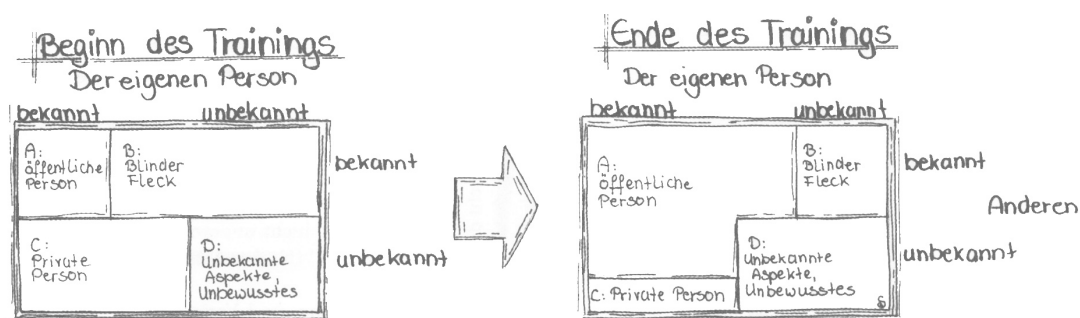 Beginn des Trainings
Der eigenen Person
bekannt unbekannt
A:
öffentliche
Person
B:
Blinder
Fleck
bekannt
C:
Private
Person
D:
Unbekannte
Aspekte,
Unbewusstes
unbekannt
Ende des Trainings
Der eigenen Person
bekannt unbekannt
A:
öffentliche
Person
B:
Blinder
Fleck
bekannt
Anderen
D:
Unbekannte
Aspekte,
Unbewusstes
unbekannt
C: Private Person